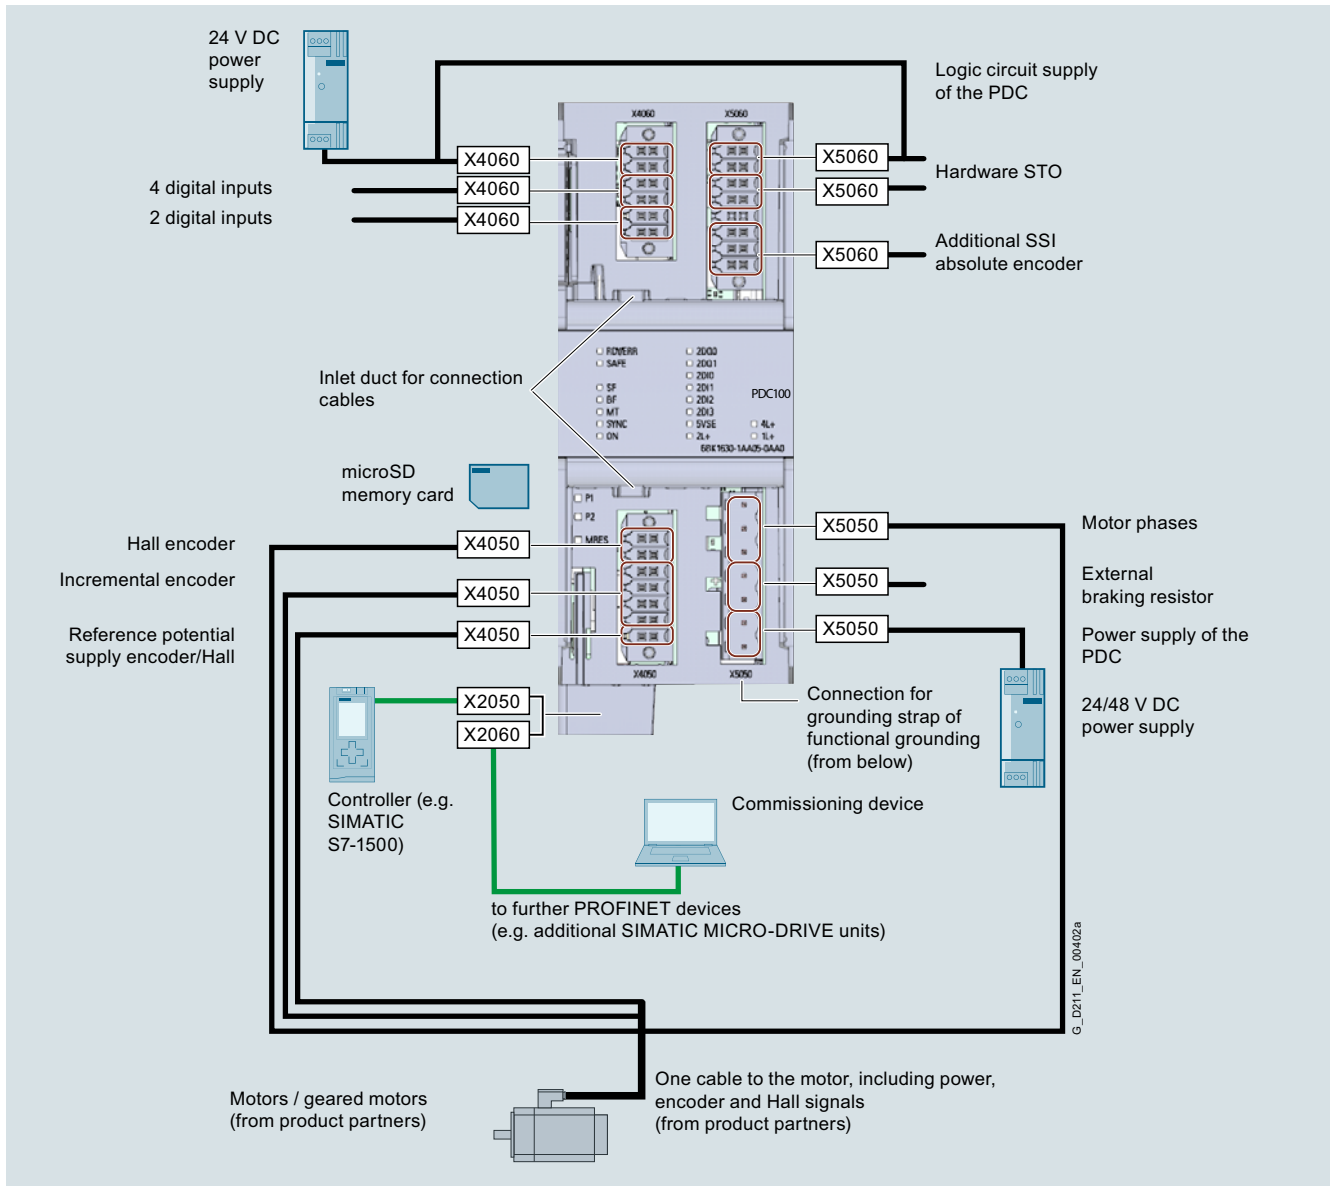 24 V DC
power
supply
Logic circuit supply
of the PDC
X4060
X5060
X4060
X5060
Hardware STO
4 digital inputs
X4060
X5060
2 digital inputs
X4060
X5060
Additional SSI
absolute encoder
Inlet duct for connection
cables
RDY/ERR
SAFE
SF
BF
MT
SYNC
ON
2DQ0
2DQ1
2DI0
2DI1
2DI2
2DI3
5VSE
2L+
PDC100
4L+
1L+
6BK1630-1AA05-0AA0
microSD
memory card
P1
P2
MRES
Hall encoder
X4050
X5050
Motor phases
Incremental encoder
X4050
X5050
External
braking resistor
Reference potential
supply encoder/Hall
X4050
X5050
Power supply of the
PDC
X4050
X5050
X2050
X2060
Connection for
grounding strap of
functional grounding
(from below)
24/48 V DC
power supply
Controller (e.g.
SIMATIC
S7-1500)
Commissioning device
to further PROFINET devices
(e.g. additional SIMATIC MICRO-DRIVE units)
G_D211_EN_00402a
Motors / geared motors
(from product partners)
One cable to the motor, including power,
encoder and Hall signals
(from product partners)